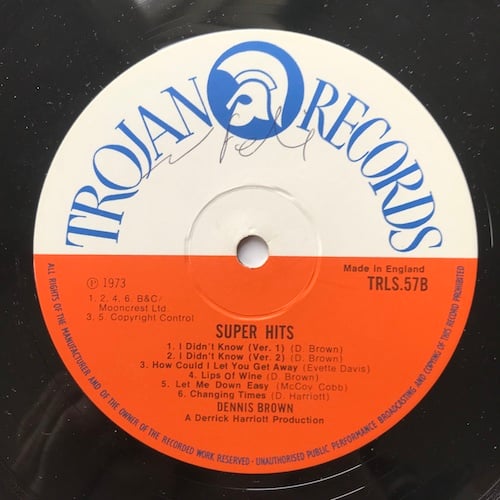 TROJAN RECORDS
℗ 1973
1. 2, 4, 6. B&C/
Mooncrest Ltd.
3, 5. Copyright Control
Made in England
TRLS.57B
SUPER HITS
1. I Didn't Know (Ver. 1) (D. Brown)
2. I Didn't Know (Ver. 2) (D. Brown)
3. How Could I Let You Get Away (Evette Davis)
4. Lips Of Wine (D. Brown)
5. Let Me Down Easy (McCoy Cobb)
6. Changing Times (D. Harriott)
DENNIS BROWN
A Derrick Harriott Production
ALL RIGHTS OF THE MANUFACTURER, AND OF THE OWNER OF THE RECORDED WORK RESERVED · UNAUTHORISED PUBLIC PERFORMANCE BROADCASTING AND COPYING OF THIS RECORD PROHIBITED